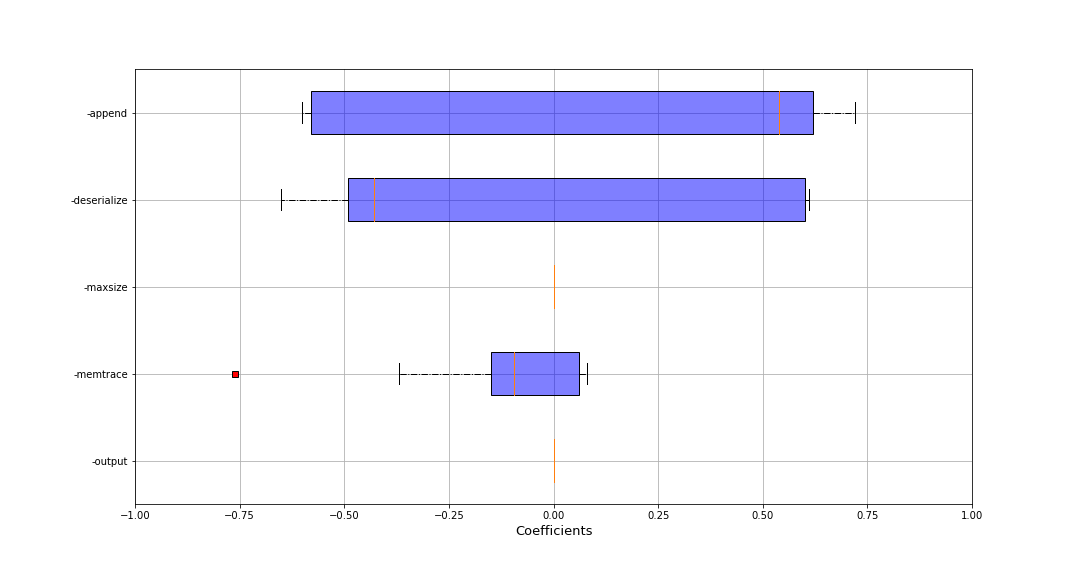 -append
-deserialize
-maxsize
-memtrace
-output
−1.00 −0.75 −0.50 −0.25 0.00 0.25 0.50 0.75 1.00
Coefficients